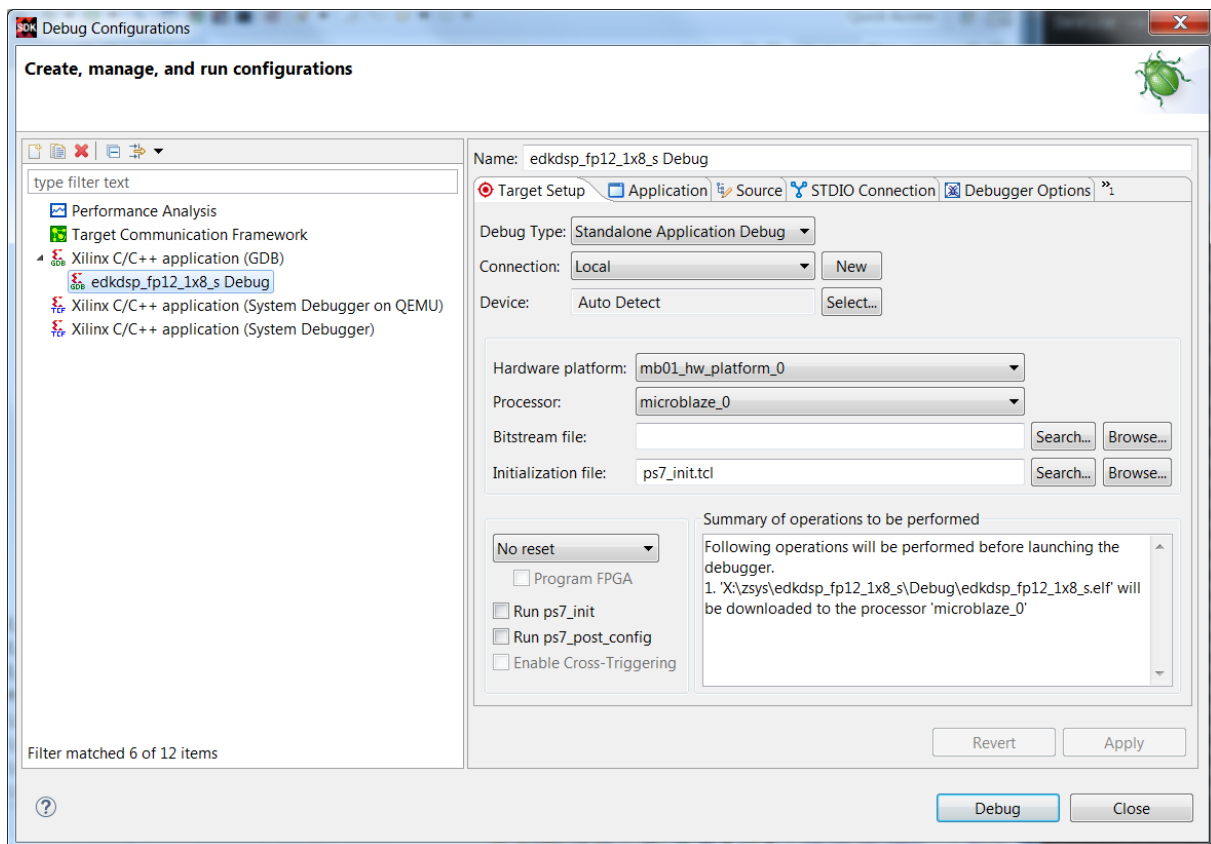 SDK Debug Configurations
X
Create, manage, and run configurations
type filter text
Performance Analysis
Target Communication Framework
Xilinx C/C++ application (GDB)
edkdsp_fp12_1x8_s Debug
Xilinx C/C++ application (System Debugger on QEMU)
Xilinx C/C++ application (System Debugger)
Filter matched 6 of 12 items
Name: edkdsp_fp12_1x8_s Debug
Target Setup Application Source STDIO Connection Debugger Options »1
Debug Type: Standalone Application Debug
Connection: Local New
Device: Auto Detect Select...
Hardware platform: mb01_hw_platform_0
Processor: microblaze_0
Bitstream file: Search... Browse...
Initialization file: ps7_init.tcl Search... Browse...
No reset
Program FPGA
Run ps7_init
Run ps7_post_config
Enable Cross-Triggering
Summary of operations to be performed
Following operations will be performed before launching the
debugger.
1. 'X:\zsys\edkdsp_fp12_1x8_s\Debug\edkdsp_fp12_1x8_s.elf' will
be downloaded to the processor 'microblaze_0'
Revert Apply
? Debug Close